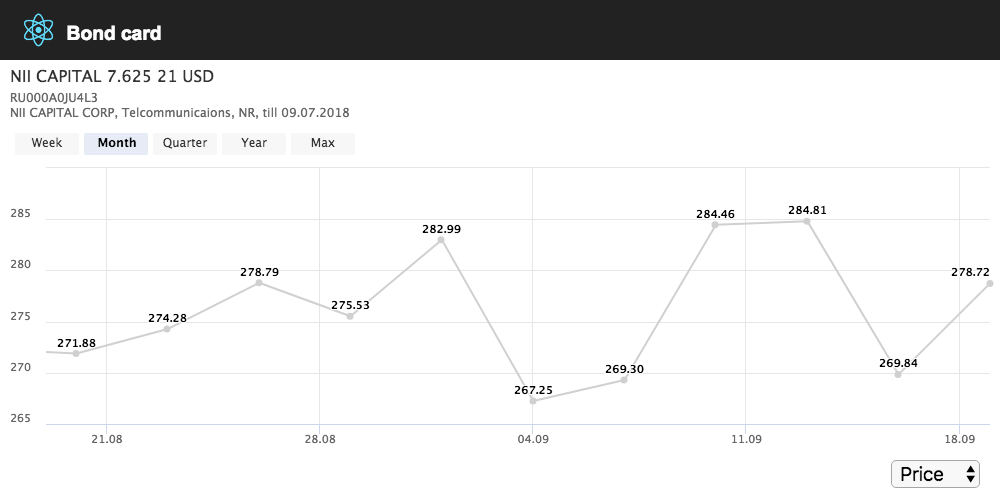 Bond card
NII CAPITAL 7.625 21 USD
RU000A0JU4L3
NII CAPITAL CORP, Telcommunicaions, NR, till 09.07.2018
Week Month Quarter Year Max
285
280
275
270
265
271.88
274.28
278.79
275.53
282.99
267.25
269.30
284.46
284.81
269.84
278.72
21.08 28.08 04.09 11.09 18.09
Price